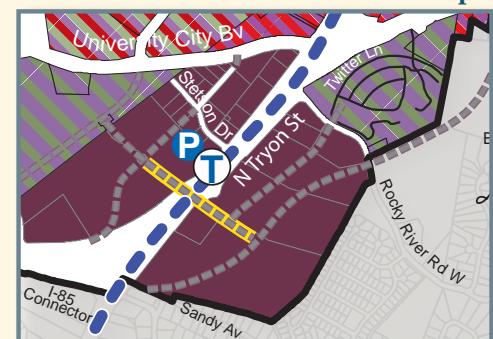 University City Bv
Twitter Ln
Stetson Dr
P
T
N Tryon St
Rocky River Rd W
I-85
Connector
Sandy Av